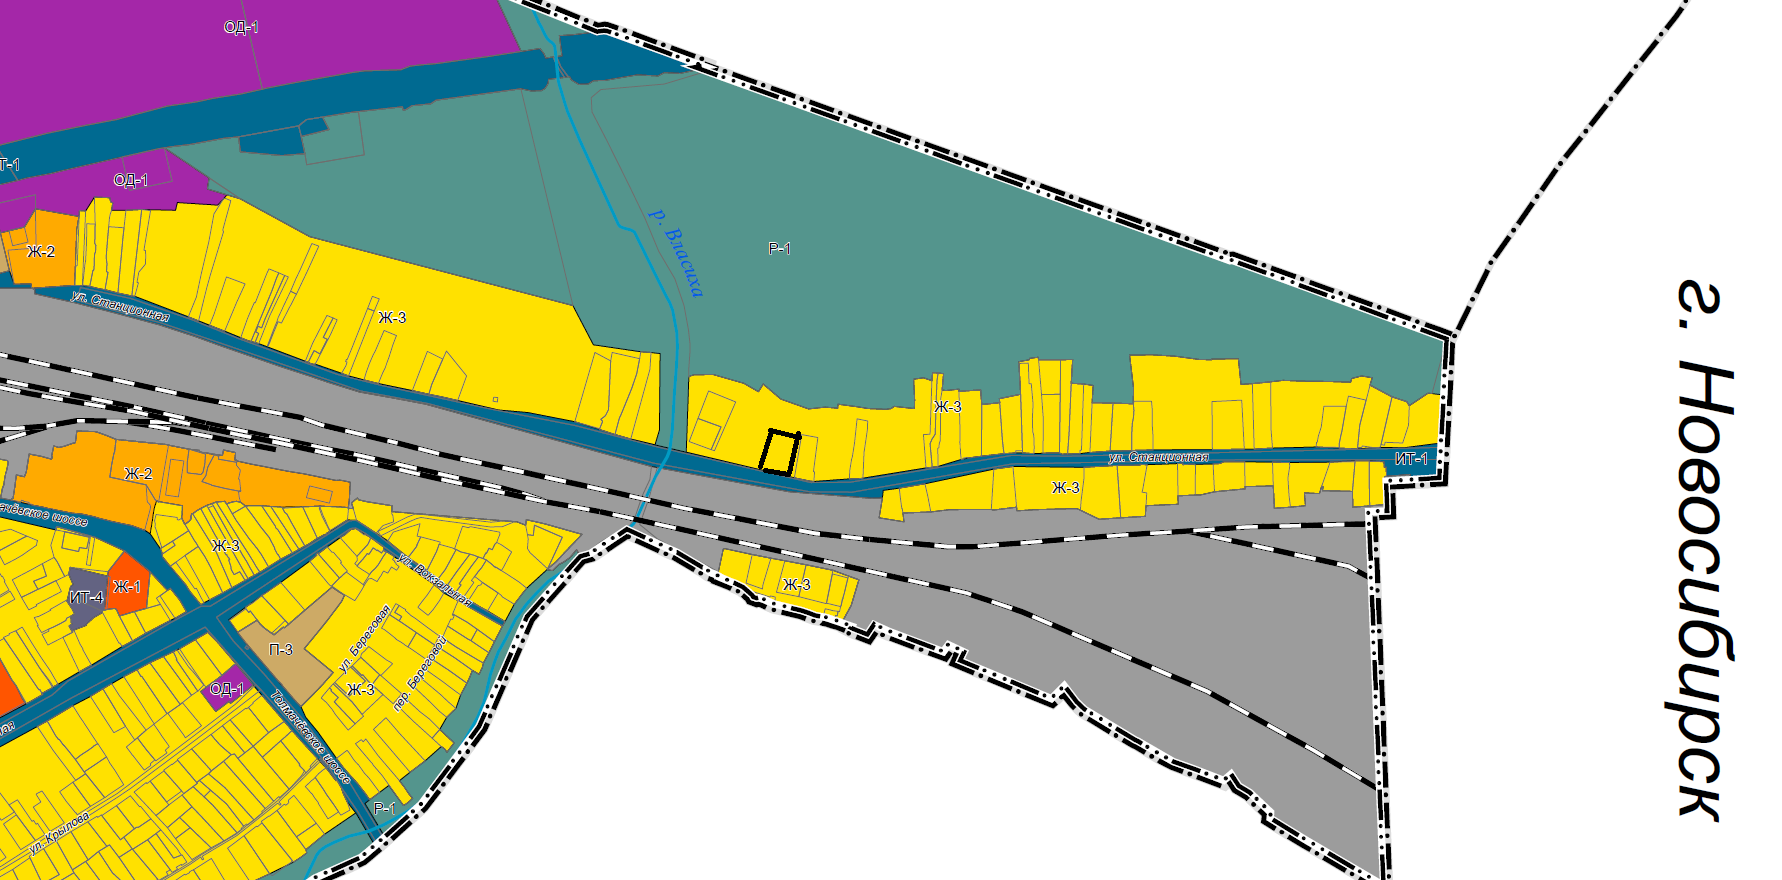 ОД-1
Т-1
ОД-1
Ж-2
ул. Станционная
р. Власиха
Р-1
Ж-3
Ж-3
ул. Станционная
ИТ-1
Ж-3
г. Новосибирск
Ж-2
Ж-3
ИТ-4
Ж-1
ул. Вокзальная
Ж-3
П-3
ул. Береговая
ОД-1
Ж-3
пер. Береговой
Толмачёвское шоссе
Р-1
ул. Крылова